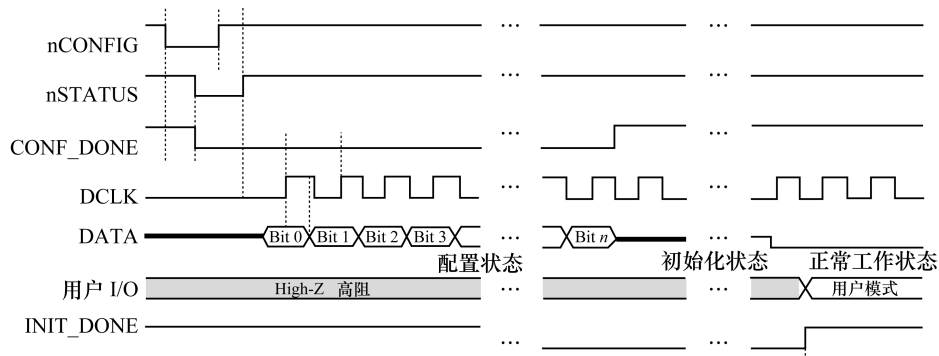 nCONFIG ... ...
nSTATUS ... ...
CONF_DONE ... ...
DCLK ... ...
DATA Bit 0 Bit 1 Bit 2 Bit 3 ... Bit n ...
配置状态 初始化状态 正常工作状态
用户 I/O High-Z 高阻 ... ... 用户模式
INIT_DONE ... ...